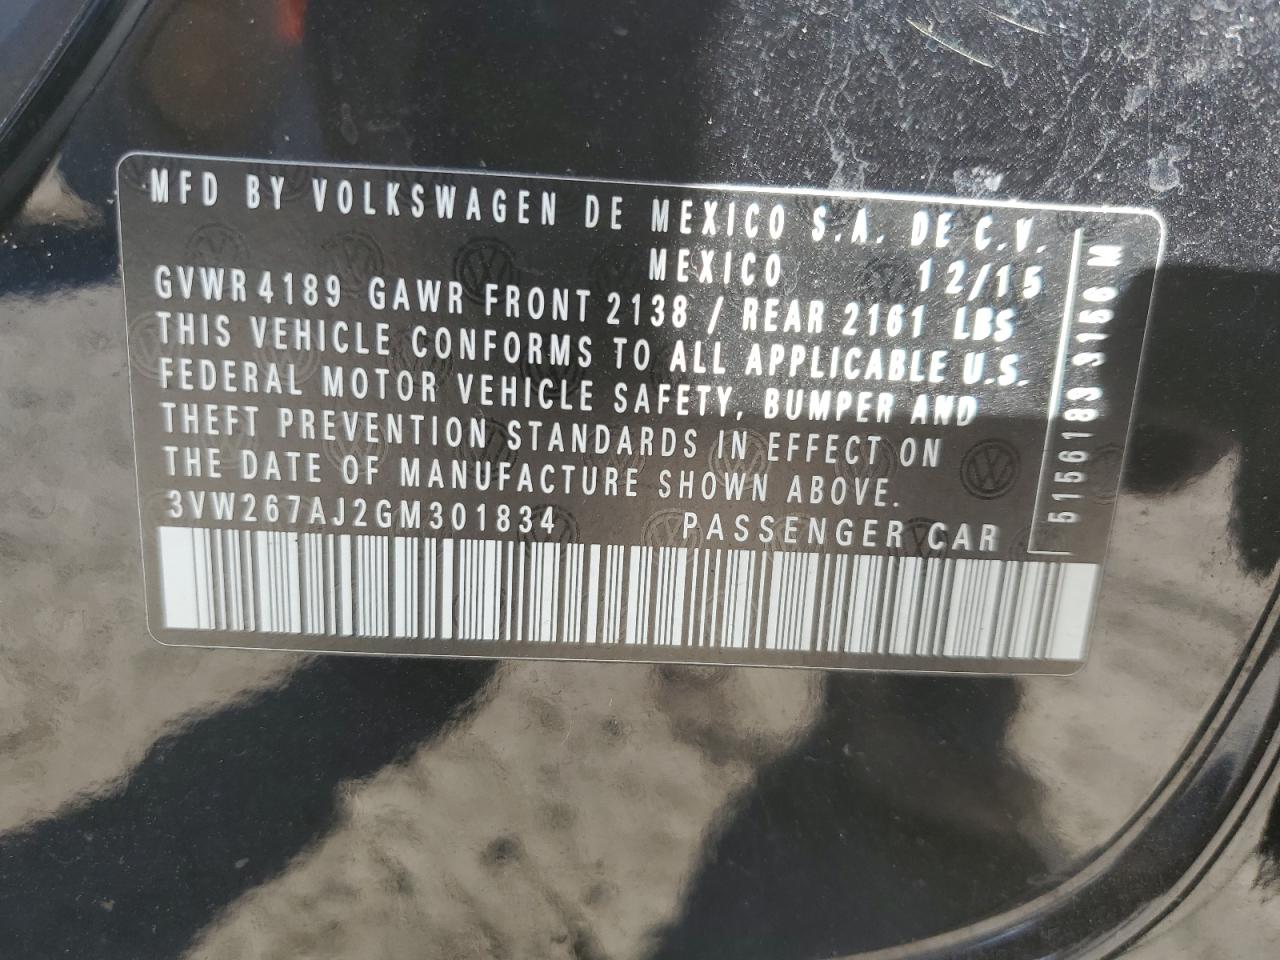 MFD BY VOLKSWAGEN DE MEXICO S.A. DE C.V.
MEXICO 12/15
GVWR 4189 GAWR FRONT 2138 / REAR 2161 LBS
THIS VEHICLE CONFORMS TO ALL APPLICABLE U.S.
FEDERAL MOTOR VEHICLE SAFETY, BUMPER AND
THEFT PREVENTION STANDARDS IN EFFECT ON
THE DATE OF MANUFACTURE SHOWN ABOVE.
3VW267AJ2GM301834 PASSENGER CAR
5156183 3156 M